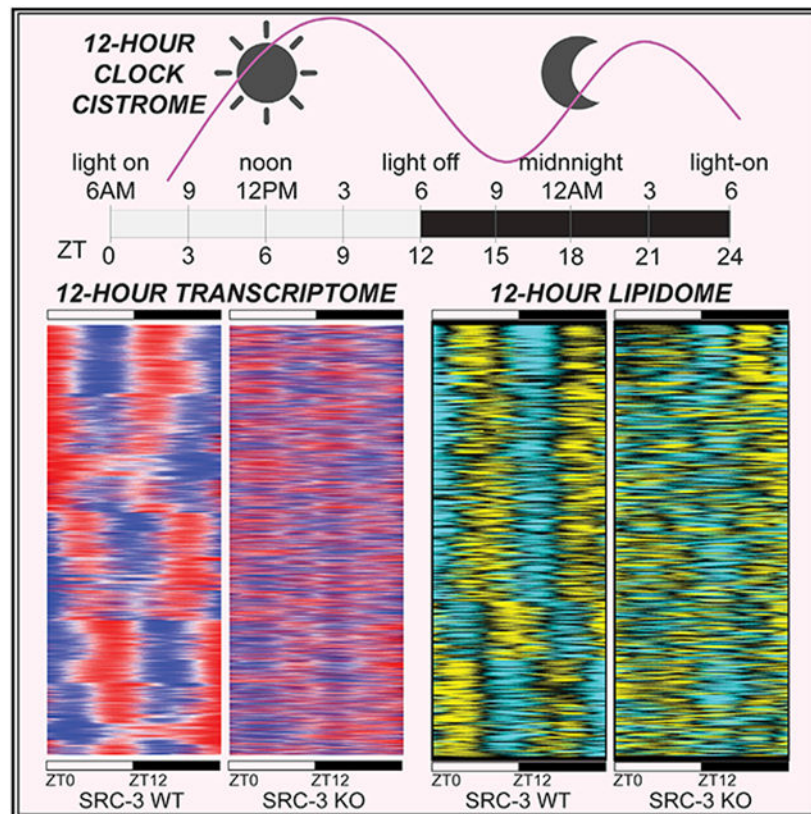 12-HOUR
CLOCK
CISTROME
light on noon light off midnnight light-on
6AM 9 12PM 3 6 9 12AM 3 6
ZT 0 3 6 9 12 15 18 21 24
12-HOUR TRANSCRIPTOME 12-HOUR LIPIDOME
ZT0 ZT12 ZT0 ZT12 ZT0 ZT12 ZT0 ZT12
SRC-3 WT SRC-3 KO SRC-3 WT SRC-3 KO